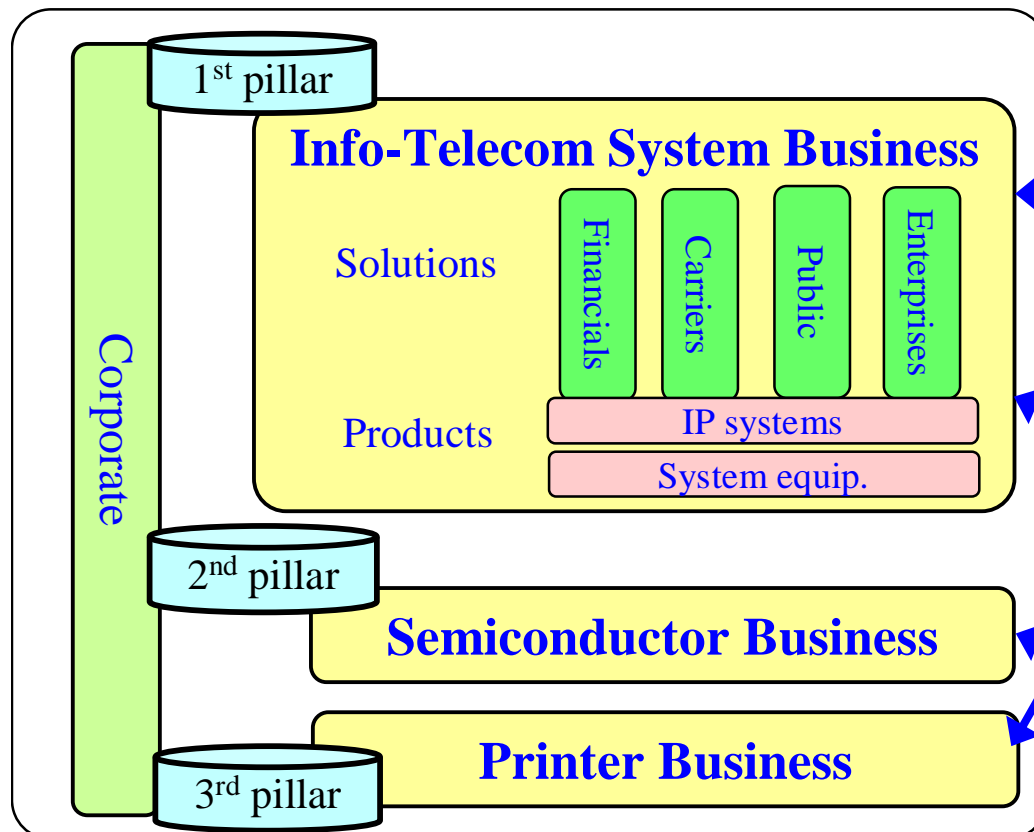 1st pillar
Info-Telecom System Business
Solutions
Financials
Carriers
Public
Enterprises
Products
IP systems
System equip.
Corporate
2nd pillar
Semiconductor Business
Printer Business
3rd pillar